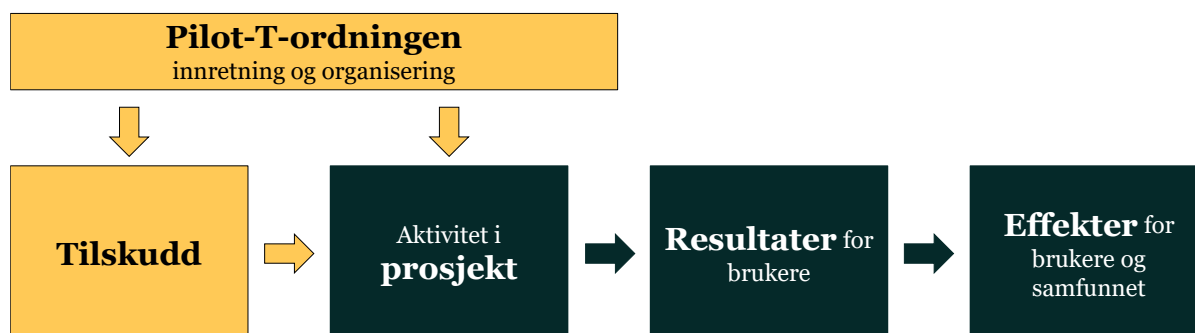 Pilot-T-ordningen
innretning og organisering
Tilskudd
Aktivitet i
prosjekt
Resultater for
brukere
Effekter for
brukere og
samfunnet